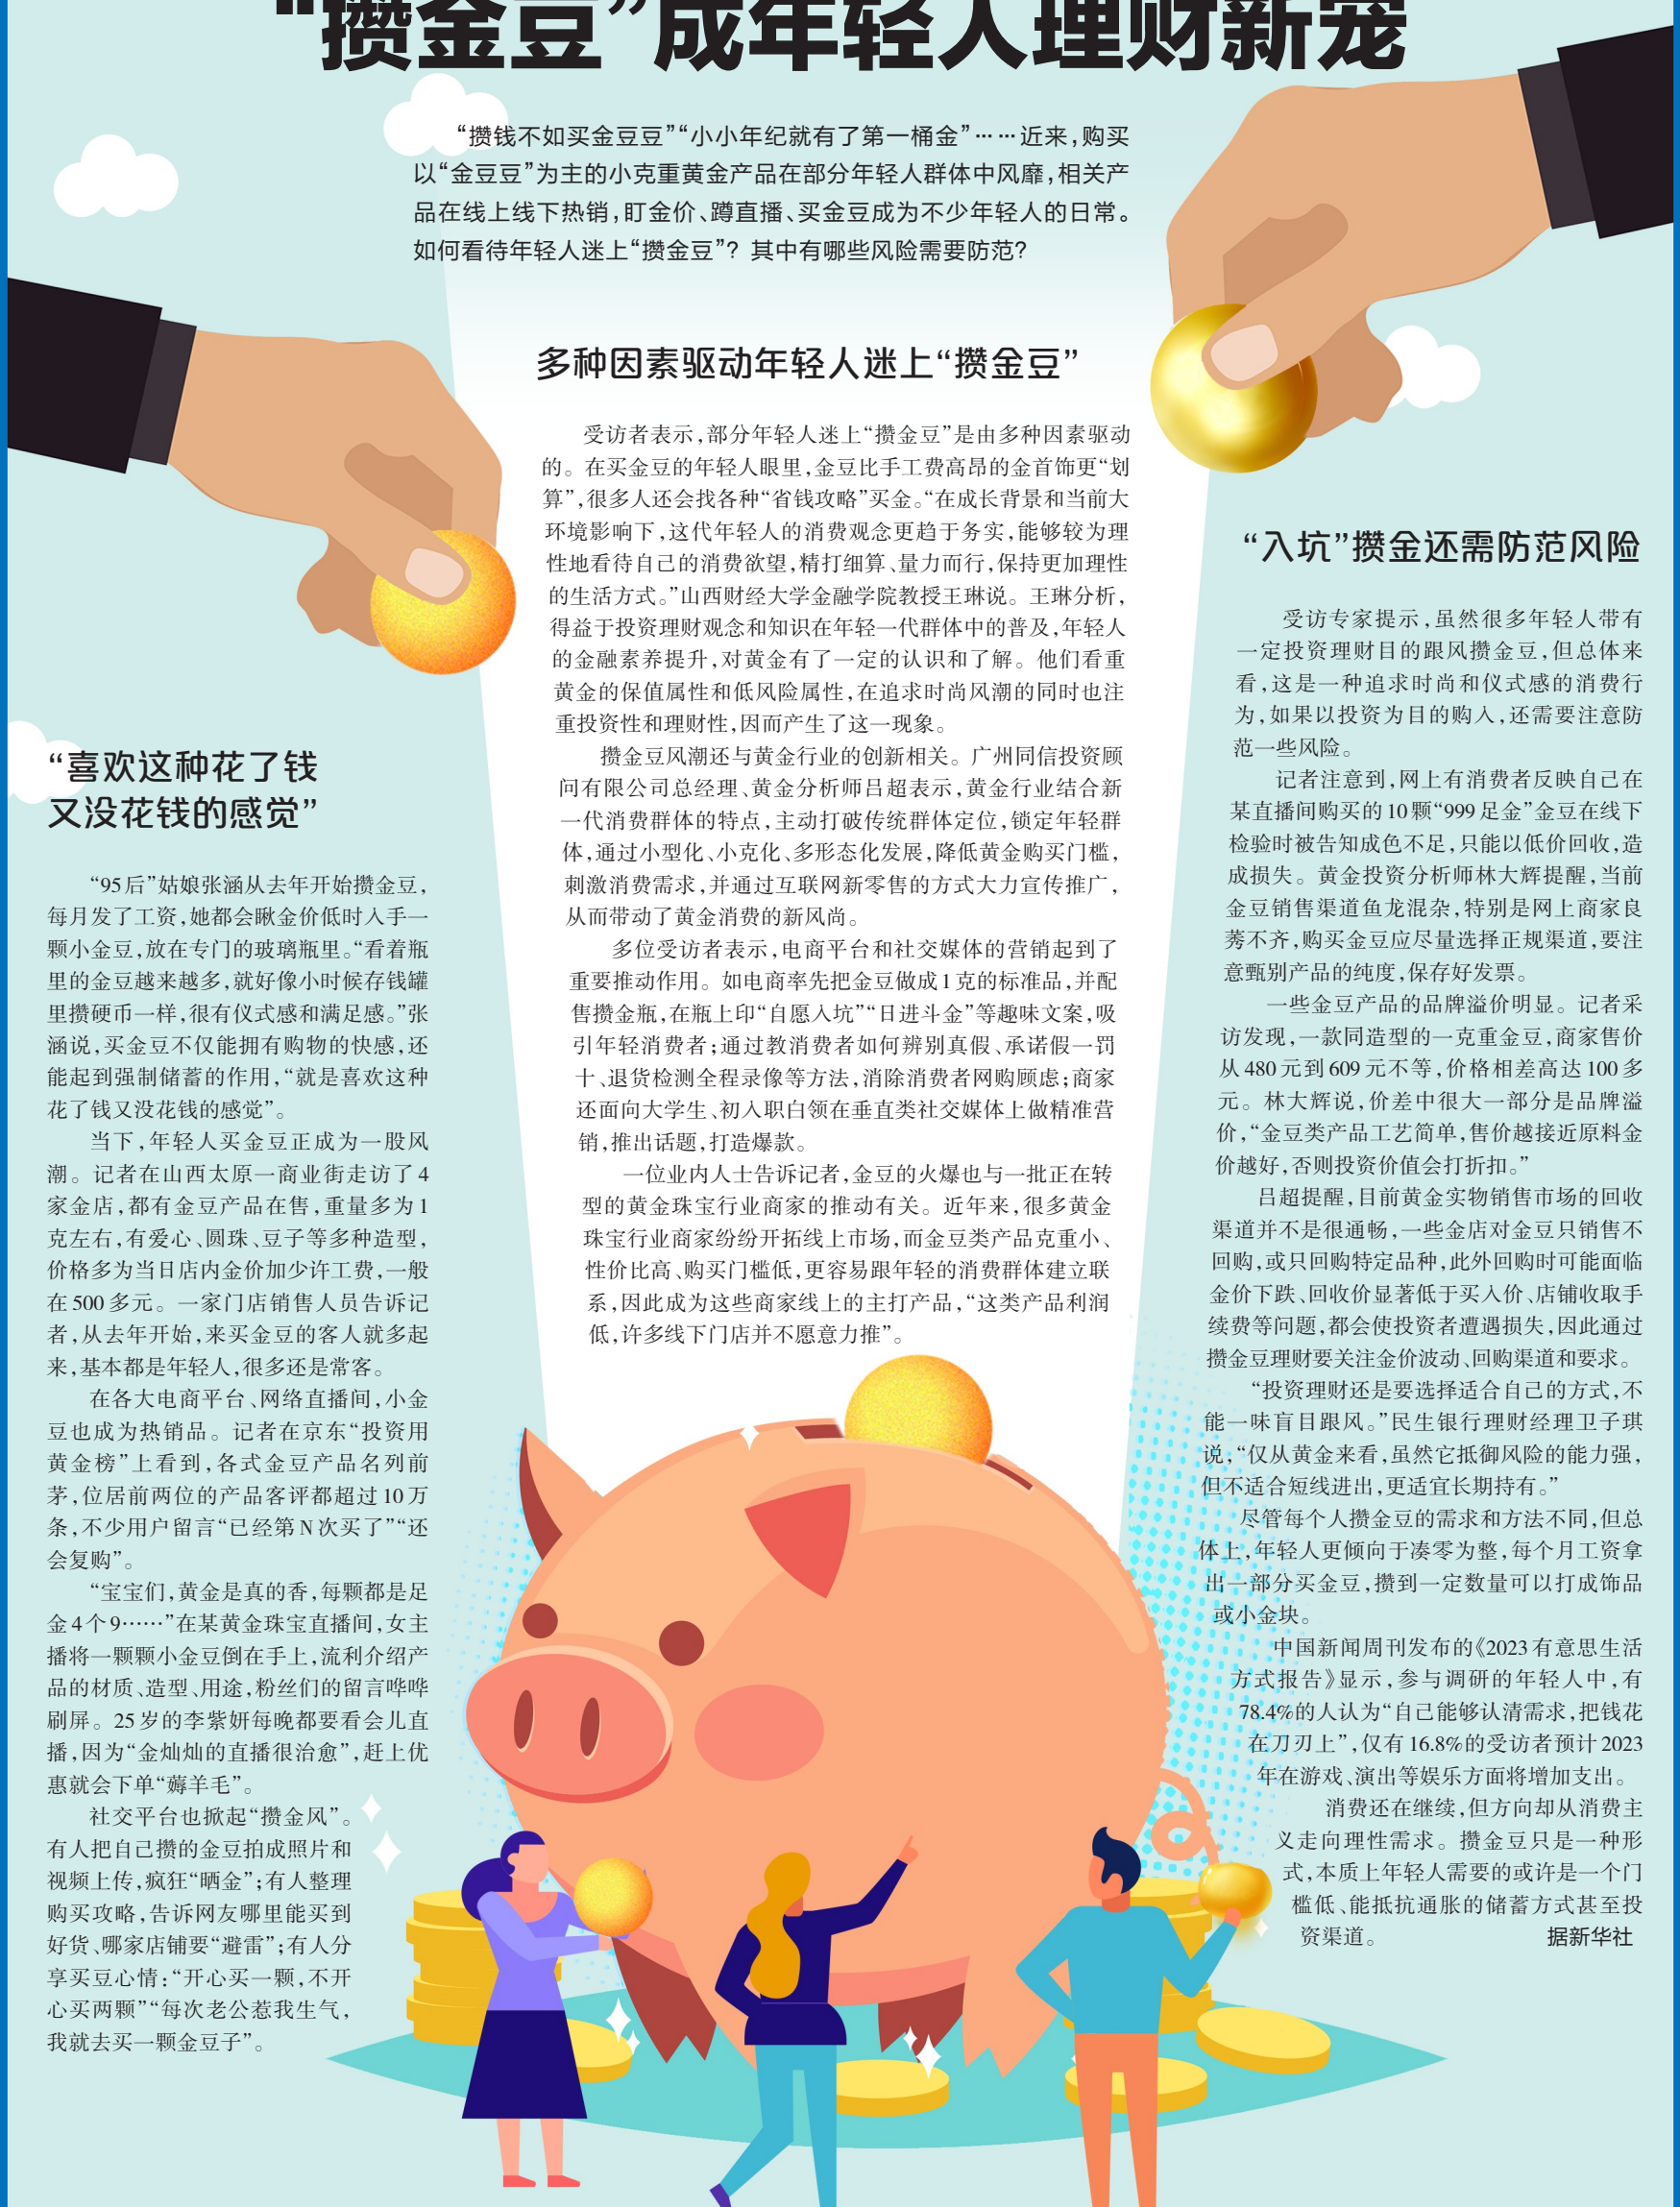 “攒金豆”成年轻人理财新宠
“攒钱不如买金豆豆”“小小年纪就有了第一桶金”……近来，购买
以“金豆豆”为主的小克重黄金产品在部分年轻人群体中风靡，相关产
品在线上线下热销，盯金价、蹲直播、买金豆成为不少年轻人的日常。
如何看待年轻人迷上“攒金豆”？其中有哪些风险需要防范？
“喜欢这种花了钱
又没花钱的感觉”
“95后”姑娘张涵从去年开始攒金豆，
每月发了工资，她都会瞅金价低时入手一
颗小金豆，放在专门的玻璃瓶里。“看着瓶
里的金豆越来越多，就好像小时候存钱罐
里攒硬币一样，很有仪式感和满足感。”张
涵说，买金豆不仅能拥有购物的快感，还
能起到强制储蓄的作用，“就是喜欢这种
花了钱又没花钱的感觉”。
当下，年轻人买金豆正成为一股风
潮。记者在山西太原一商业街走访了4
家金店，都有金豆产品在售，重量多为1
克左右，有爱心、圆珠、豆子等多种造型，
价格多为当日店内金价加少许工费，一般
在500多元。一家门店销售人员告诉记
者，从去年开始，来买金豆的客人就多起
来，基本都是年轻人，很多还是常客。
在各大电商平台、网络直播间，小金
豆也成为热销品。记者在京东“投资用
黄金榜”上看到，各式金豆产品名列前
茅，位居前两位的产品客评都超过10万
条，不少用户留言“已经第N次买了”“还
会复购”。
“宝宝们，黄金是真的香，每颗都是足
金4个9……”在某黄金珠宝直播间，女主
播将一颗颗小金豆倒在手上，流利介绍产
品的材质、造型、用途，粉丝们的留言哗哗
刷屏。25岁的李紫妍每晚都要看会儿直
播，因为“金灿灿的直播很治愈”，赶上优
惠就会下单“薅羊毛”。
社交平台也掀起“攒金风”。
有人把自己攒的金豆拍成照片和
视频上传，疯狂“晒金”；有人整理
购买攻略，告诉网友哪里能买到
好货、哪家店铺要“避雷”；有人分
享买豆心情：“开心买一颗，不开
心买两颗”“每次老公惹我生气，
我就去买一颗金豆子”。
多种因素驱动年轻人迷上“攒金豆”
受访者表示，部分年轻人迷上“攒金豆”是由多种因素驱动
的。在买金豆的年轻人眼里，金豆比手工费高昂的金首饰更“划
算”，很多人还会找各种“省钱攻略”买金。“在成长背景和当前大
环境影响下，这代年轻人的消费观念更趋于务实，能够较为理
性地看待自己的消费欲望，精打细算、量力而行，保持更加理性
的生活方式。”山西财经大学金融学院教授王琳说。王琳分析，
得益于投资理财观念和知识在年轻一代群体中的普及，年轻人
的金融素养提升，对黄金有了一定的认识和了解。他们看重
黄金的保值属性和低风险属性，在追求时尚风潮的同时也注
重投资性和理财性，因而产生了这一现象。
攒金豆风潮还与黄金行业的创新相关。广州同信投资顾
问有限公司总经理、黄金分析师吕超表示，黄金行业结合新
一代消费群体的特点，主动打破传统群体定位，锁定年轻群
体，通过小型化、小克化、多形态化发展，降低黄金购买门槛，
刺激消费需求，并通过互联网新零售的方式大力宣传推广，
从而带动了黄金消费的新风尚。
多位受访者表示，电商平台和社交媒体的营销起到了
重要推动作用。如电商率先把金豆做成1克的标准品，并配
售攒金瓶，在瓶上印“自愿入坑”“日进斗金”等趣味文案，吸
引年轻消费者；通过教消费者如何辨别真假、承诺假一罚
十、退货检测全程录像等方法，消除消费者网购顾虑；商家
还面向大学生、初入职白领在垂直类社交媒体上做精准营
销，推出话题，打造爆款。
一位业内人士告诉记者，金豆的火爆也与一批正在转
型的黄金珠宝行业商家的推动有关。近年来，很多黄金
珠宝行业商家纷纷开拓线上市场，而金豆类产品克重小、
性价比高、购买门槛低，更容易跟年轻的消费群体建立联
系，因此成为这些商家线上的主打产品，“这类产品利润
低，许多线下门店并不愿意力推”。
“入坑”攒金还需防范风险
受访专家提示，虽然很多年轻人带有
一定投资理财目的跟风攒金豆，但总体来
看，这是一种追求时尚和仪式感的消费行
为，如果以投资为目的购入，还需要注意防
范一些风险。
记者注意到，网上有消费者反映自己在
某直播间购买的10颗“999足金”金豆在线下
检验时被告知成色不足，只能以低价回收，造
成损失。黄金投资分析师林大辉提醒，当前
金豆销售渠道鱼龙混杂，特别是网上商家良
莠不齐，购买金豆应尽量选择正规渠道，要注
意甄别产品的纯度，保存好发票。
一些金豆产品的品牌溢价明显。记者采
访发现，一款同造型的一克重金豆，商家售价
从480元到609元不等，价格相差高达100多
元。林大辉说，价差中很大一部分是品牌溢
价，“金豆类产品工艺简单，售价越接近原料金
价越好，否则投资价值会打折扣。”
吕超提醒，目前黄金实物销售市场的回收
渠道并不是很通畅，一些金店对金豆只销售不
回购，或只回购特定品种，此外回购时可能面临
金价下跌、回收价显著低于买入价、店铺收取手
续费等问题，都会使投资者遭遇损失，因此通过
攒金豆理财要关注金价波动、回购渠道和要求。
“投资理财还是要选择适合自己的方式，不
能一味盲目跟风。”民生银行理财经理卫子琪
说，“仅从黄金来看，虽然它抵御风险的能力强，
但不适合短线进出，更适宜长期持有。”
尽管每个人攒金豆的需求和方法不同，但总
体上，年轻人更倾向于凑零为整，每个月工资拿
出一部分买金豆，攒到一定数量可以打成饰品
或小金块。
中国新闻周刊发布的《2023有意思生活
方式报告》显示，参与调研的年轻人中，有
78.4%的人认为“自己能够认清需求，把钱花
在刀刃上”，仅有16.8%的受访者预计2023
年在游戏、演出等娱乐方面将增加支出。
消费还在继续，但方向却从消费主
义走向理性需求。攒金豆只是一种形
式，本质上年轻人需要的或许是一个门
槛低、能抵抗通胀的储蓄方式甚至投
资渠道。 据新华社